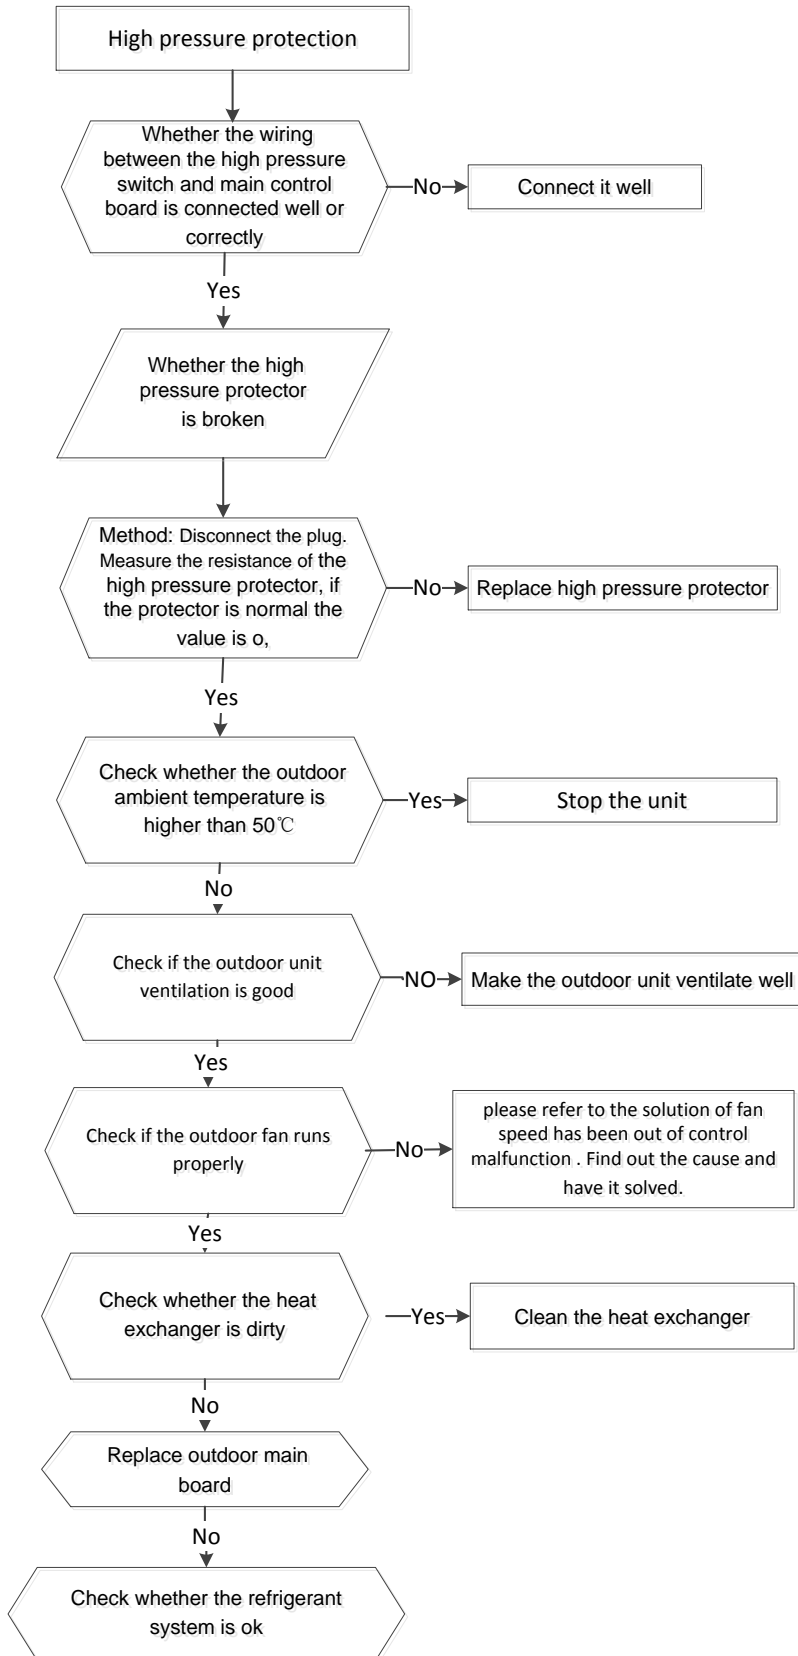 High pressure protection
Whether the wiring
between the high pressure
switch and main control
board is connected well or
correctly
No
Connect it well
Yes
Whether the high
pressure protector
is broken
Method: Disconnect the plug.
Measure the resistance of the
high pressure protector, if
the protector is normal the
value is o,
No
Replace high pressure protector
Yes
Check whether the outdoor
ambient temperature is
higher than 50℃
Yes
Stop the unit
No
Check if the outdoor unit
ventilation is good
NO
Make the outdoor unit ventilate well
Yes
Check if the outdoor fan runs
properly
No
please refer to the solution of fan
speed has been out of control
malfunction . Find out the cause and
have it solved.
Yes
Check whether the heat
exchanger is dirty
Yes
Clean the heat exchanger
No
Replace outdoor main
board
No
Check whether the refrigerant
system is ok